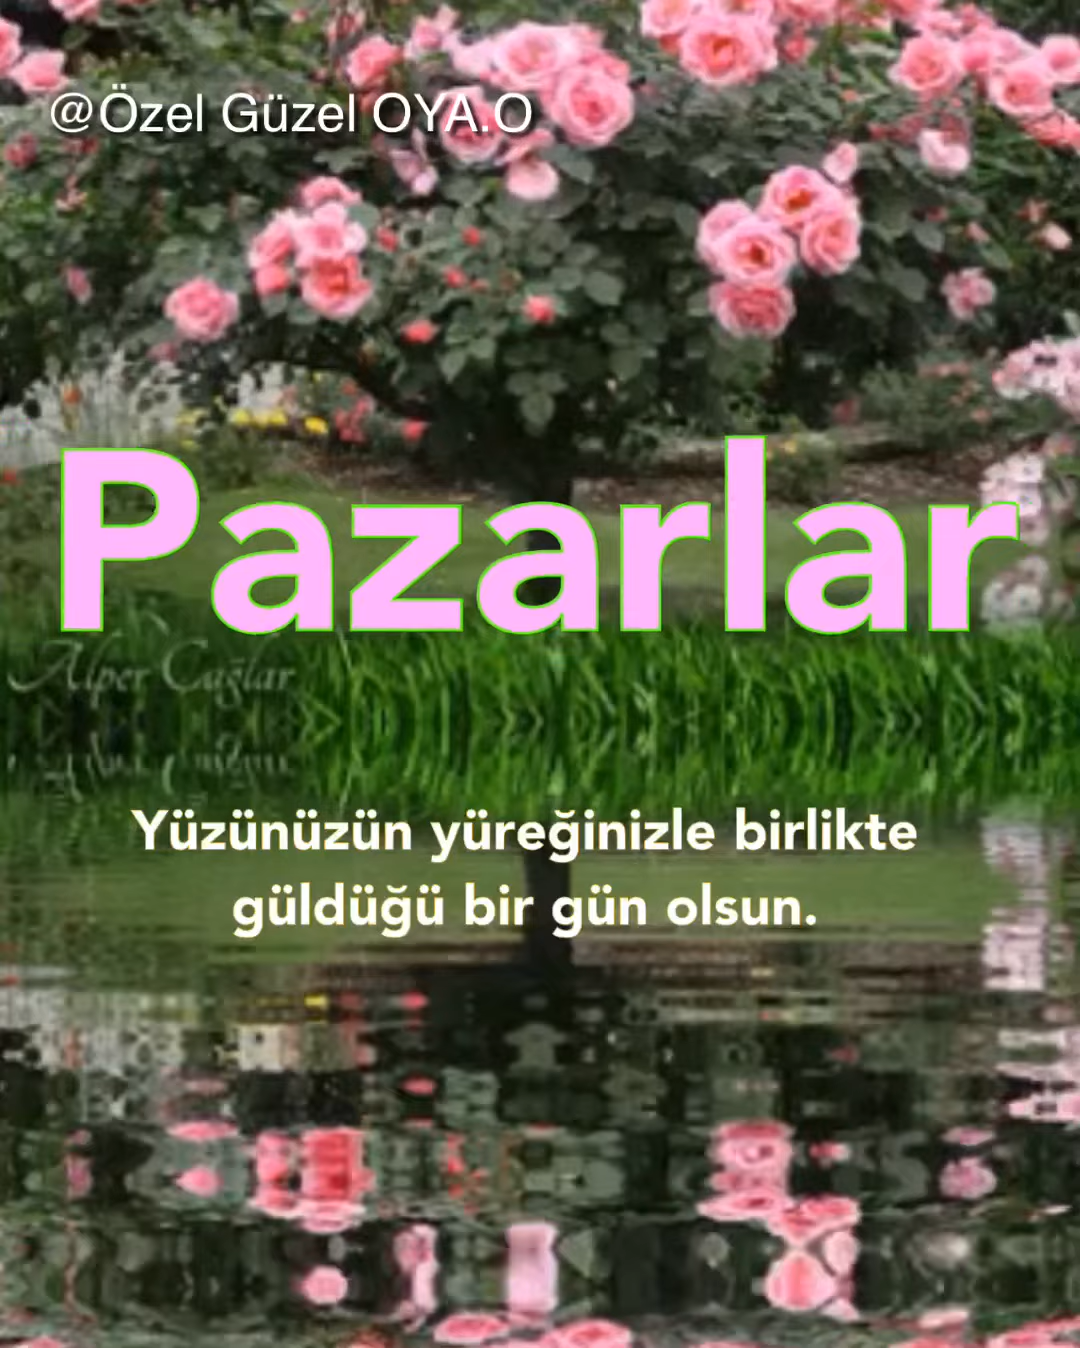 @Özel Güzel OYA.O
Pazarlar
Alper Çağlar
Yüzünüzün yüreğinizle birlikte
güldüğü bir gün olsun.